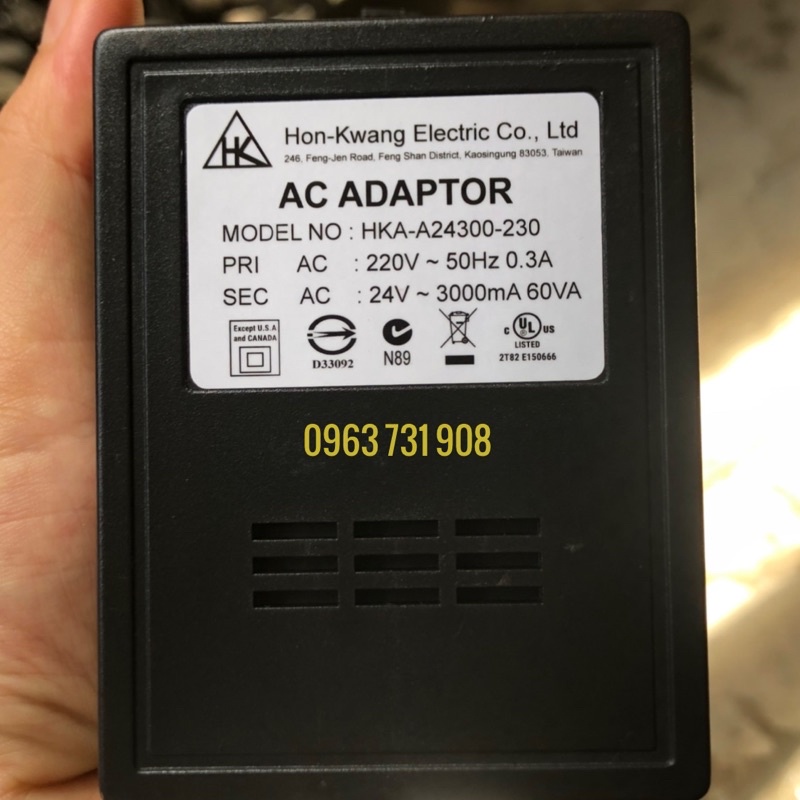 HK
Hon-Kwang Electric Co., Ltd
246, Feng-Jen Road, Feng Shan District, Kaosingung 83053, Taiwan
AC ADAPTOR
MODEL NO : HKA-A24300-230
PRI AC : 220V ~ 50Hz 0.3A
SEC AC : 24V ~ 3000mA 60VA
Except U.S.A
and CANADA
D33092
N89
c UL US
LISTED
2T82 E150666
0963 731 908